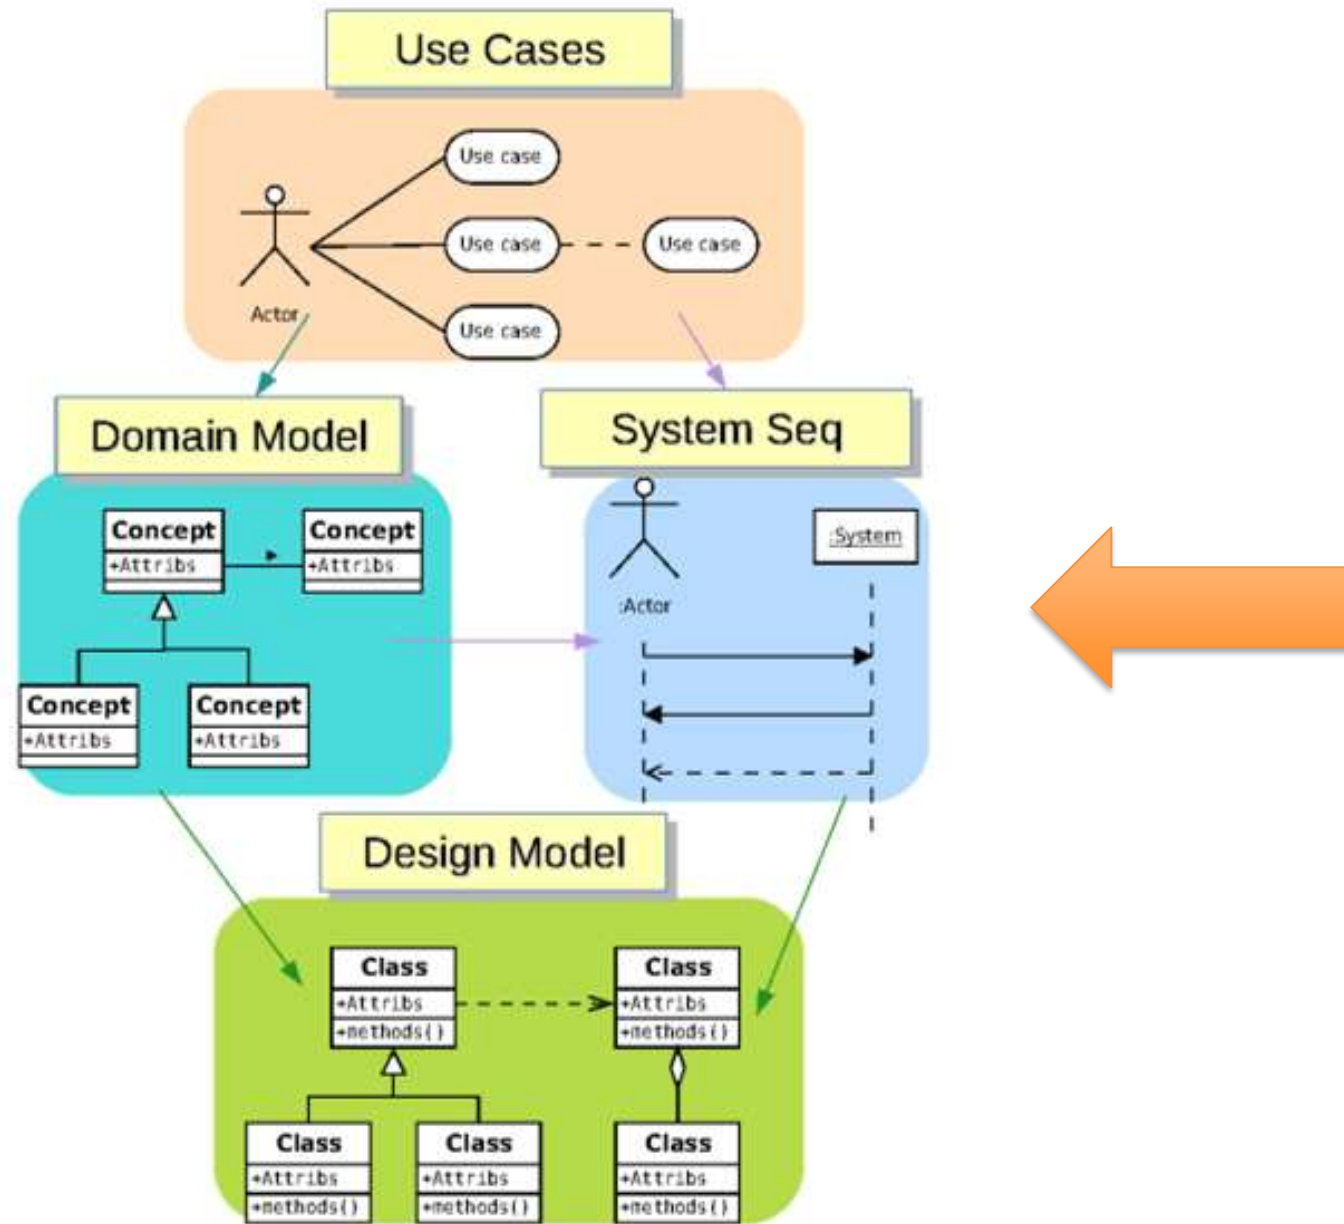 Use Cases
Use case
Use case
Use case
Actor
Use case
Domain Model
System Seq
Concept
+Attribs
Concept
+Attribs
Concept
+Attribs
Concept
+Attribs
:System
:Actor
Design Model
Class
+Attribs
+methods()
Class
+Attribs
+methods()
Class
+Attribs
+methods()
Class
+Attribs
+methods()
Class
+Attribs
+methods()